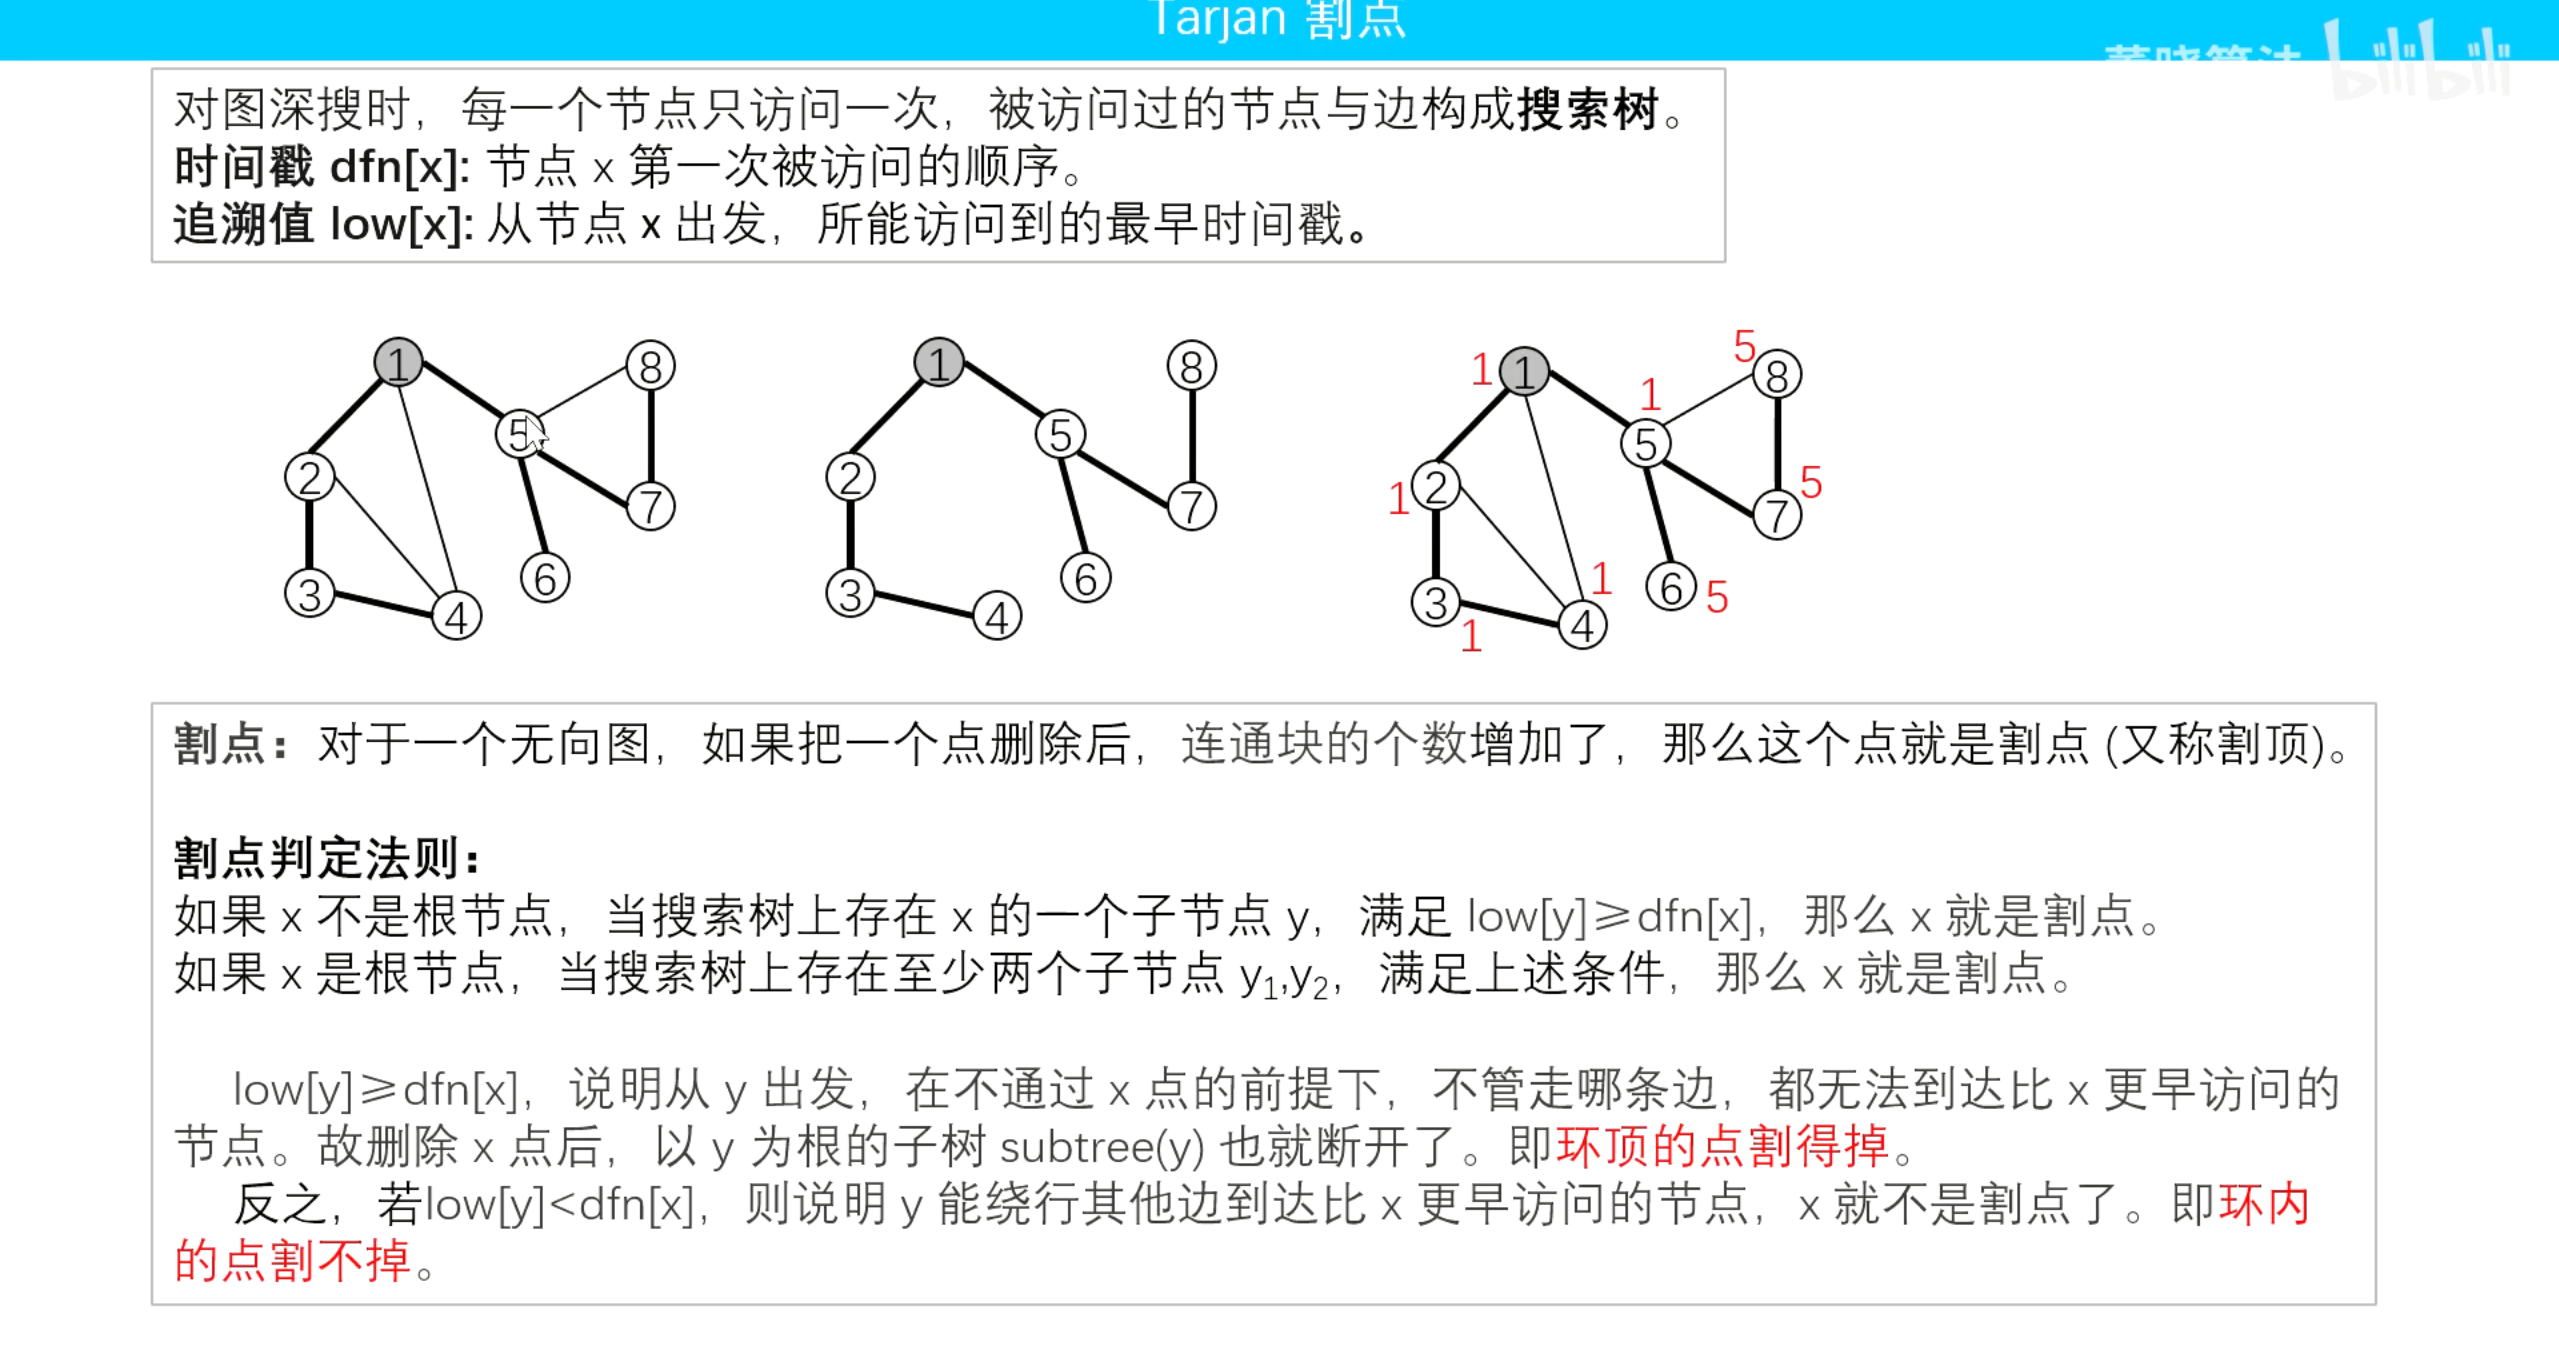 Tarjan 割点
bilibili
对图深搜时，每一个节点只访问一次，被访问过的节点与边构成搜索树。
时间戳 dfn[x]: 节点 x 第一次被访问的顺序。
追溯值 low[x]: 从节点 x 出发，所能访问到的最早时间戳。
1 8 5 2 7 3 4 6
1 8 5 2 7 3 4 6
1 1 5 8 1 5 1 2 5 7 3 1 1 4 6 5
割点：对于一个无向图，如果把一个点删除后，连通块的个数增加了，那么这个点就是割点 (又称割顶)。
割点判定法则：
如果 x 不是根节点，当搜索树上存在 x 的一个子节点 y，满足 low[y]≥dfn[x]，那么 x 就是割点。
如果 x 是根节点，当搜索树上存在至少两个子节点 y₁,y₂，满足上述条件，那么 x 就是割点。
low[y]≥dfn[x]，说明从 y 出发，在不通过 x 点的前提下，不管走哪条边，都无法到达比 x 更早访问的
节点。故删除 x 点后，以 y 为根的子树 subtree(y) 也就断开了。即环顶的点割得掉。
反之，若low[y]<dfn[x]，则说明 y 能绕行其他边到达比 x 更早访问的节点，x 就不是割点了。即环内
的点割不掉。